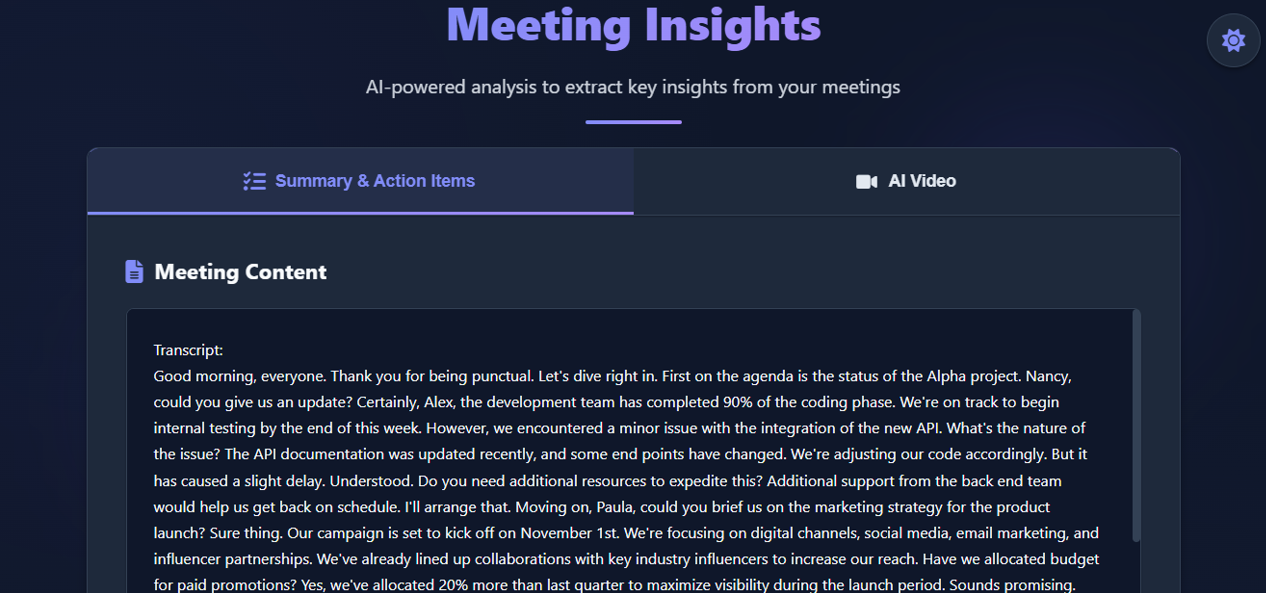 Meeting Insights
AI-powered analysis to extract key insights from your meetings
Summary & Action Items
AI Video
Meeting Content
Transcript:
Good morning, everyone. Thank you for being punctual. Let's dive right in. First on the agenda is the status of the Alpha project. Nancy,
could you give us an update? Certainly, Alex, the development team has completed 90% of the coding phase. We're on track to begin
internal testing by the end of this week. However, we encountered a minor issue with the integration of the new API. What's the nature of
the issue? The API documentation was updated recently, and some end points have changed. We're adjusting our code accordingly. But it
has caused a slight delay. Understood. Do you need additional resources to expedite this? Additional support from the back end team
would help us get back on schedule. I'll arrange that. Moving on, Paula, could you brief us on the marketing strategy for the product
launch? Sure thing. Our campaign is set to kick off on November 1st. We're focusing on digital channels, social media, email marketing, and
influencer partnerships. We've already lined up collaborations with key industry influencers to increase our reach. Have we allocated budget
for paid promotions? Yes, we've allocated 20% more than last quarter to maximize visibility during the launch period. Sounds promising.